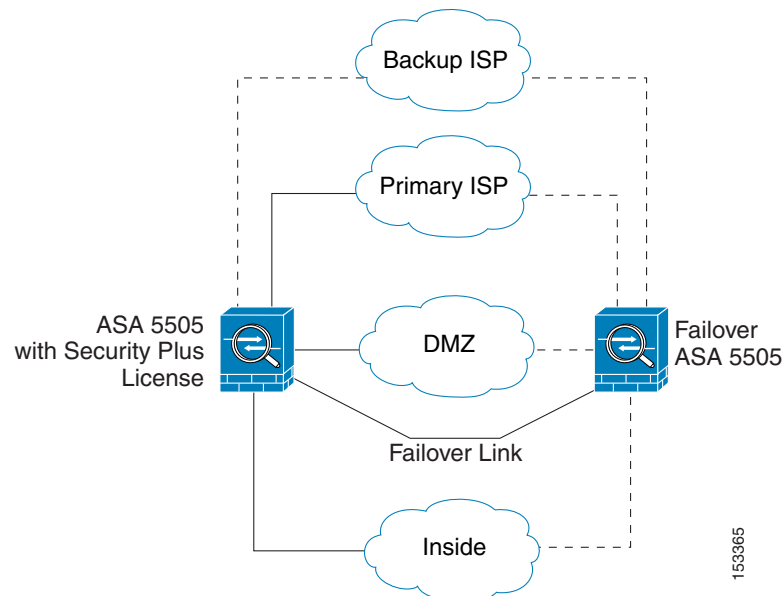 Backup ISP
Primary ISP
ASA 5505
with Security Plus
License
DMZ
Failover
ASA 5505
Failover Link
Inside
153365